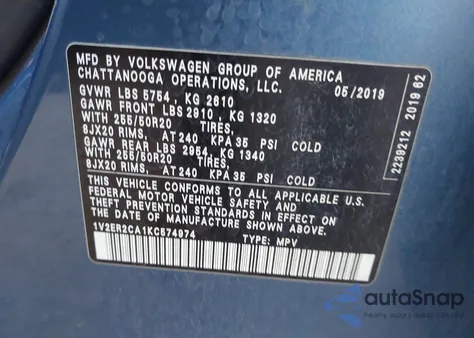 MFD BY VOLKSWAGEN GROUP OF AMERICA
CHATTANOOGA OPERATIONS, LLC. 05/2019
GVWR LBS 5754, KG 2610
GAWR FRONT LBS 2910, KG 1320
WITH 255/50R20 TIRES,
8JX20 RIMS, AT 240 KPA 35 PSI COLD
GAWR REAR LBS 2954, KG 1340
WITH 255/50R20 TIRES,
8JX20 RIMS, AT 240 KPA 35 PSI COLD
THIS VEHICLE CONFORMS TO ALL APPLICABLE U.S.
FEDERAL MOTOR VEHICLE SAFETY AND
THEFT PREVENTION STANDARDS IN EFFECT ON
THE DATE OF MANUFACTURE SHOWN ABOVE.
1V2ER2CA1KC574974 TYPE: MPV
2239212 2019 62
autoSnap